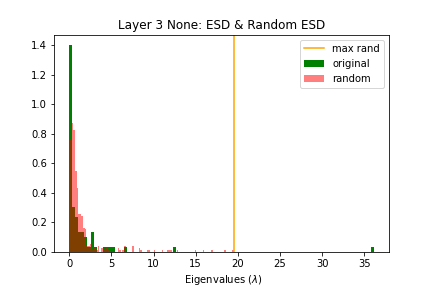 Layer 3 None: ESD & Random ESD
max rand
original
random
1.4
1.2
1.0
0.8
0.6
0.4
0.2
0.0
0 5 10 15 20 25 30 35
Eigenvalues (λ)